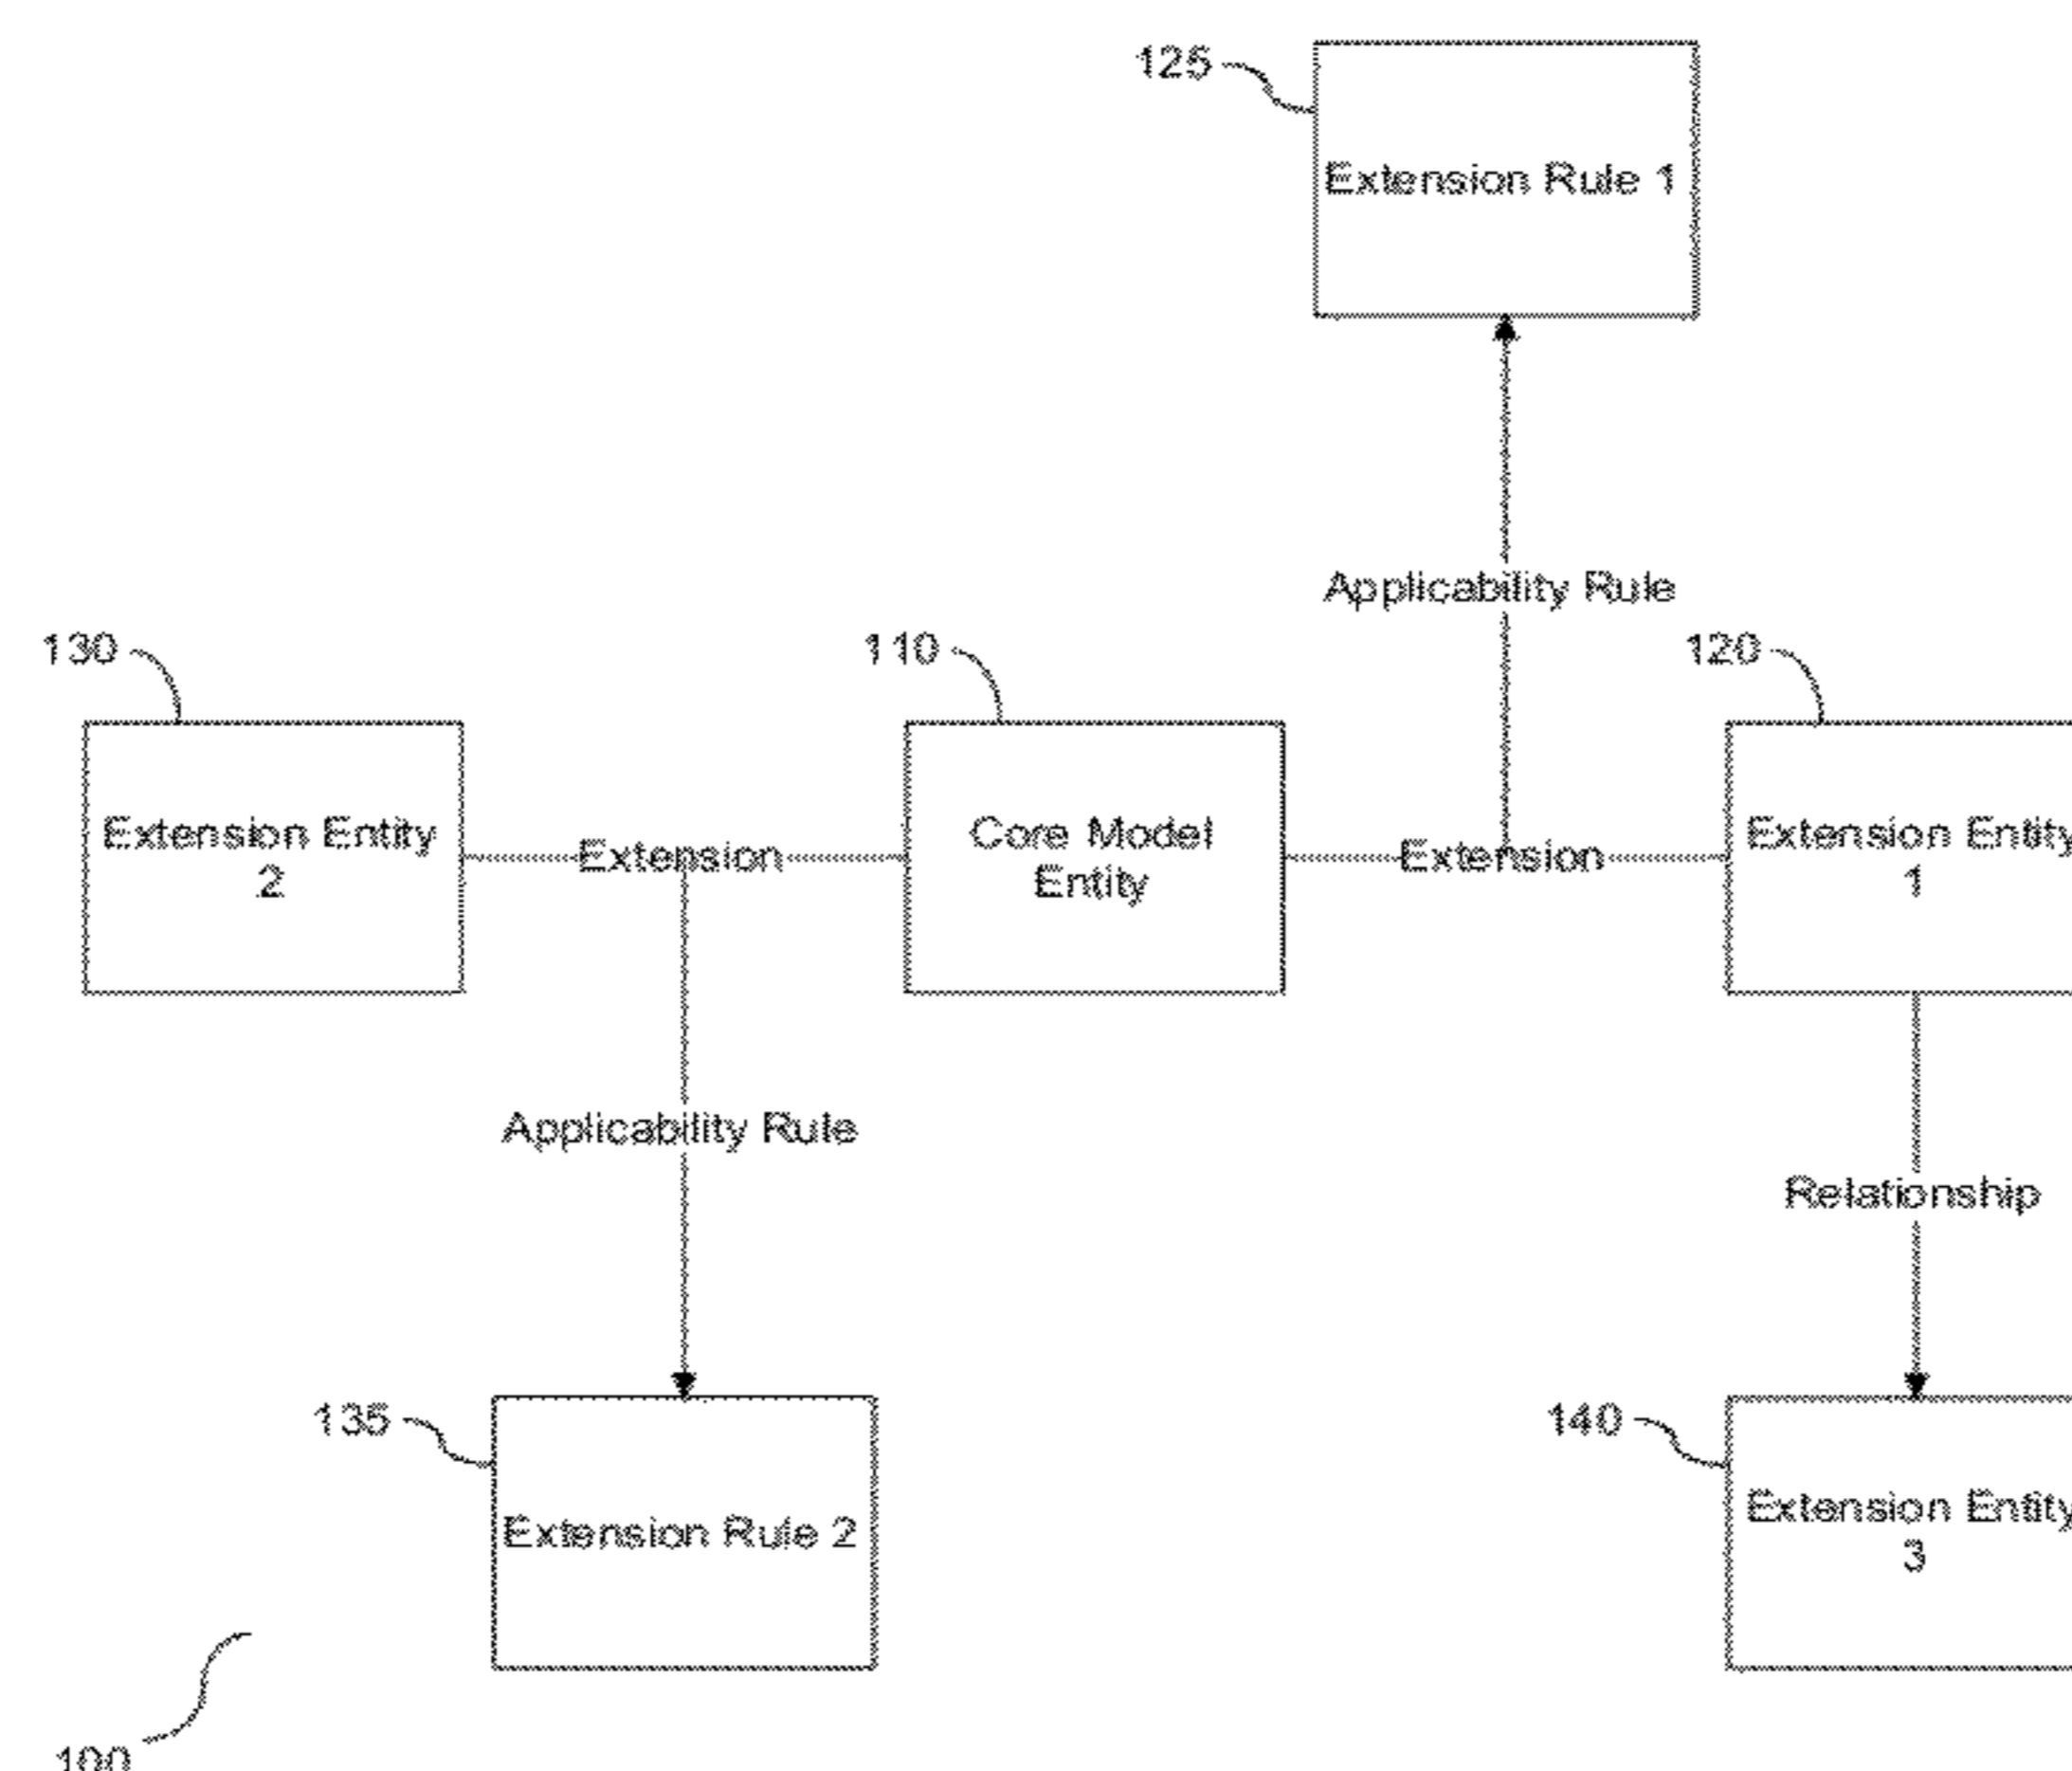 125
Extension Rule 1
Applicability Rule
130
110
120
Extension Entity
2
Extension
Core Model
Entity
Extension
Extension Entity
1
Applicability Rule
Relationship
135
140
Extension Rule 2
Extension Entity
3
100